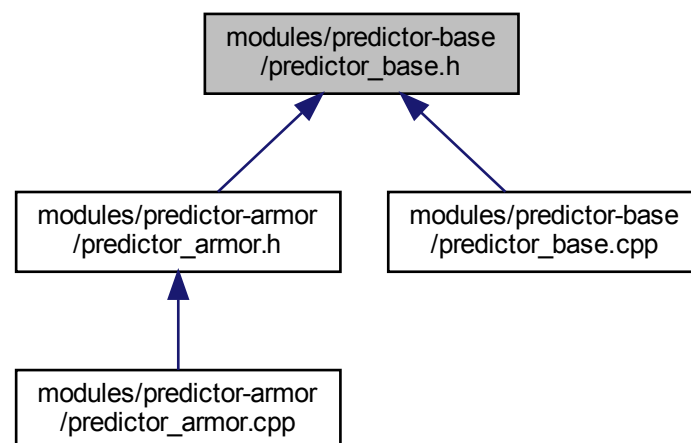 modules/predictor-base
/predictor_base.h
modules/predictor-armor
/predictor_armor.h
modules/predictor-base
/predictor_base.cpp
modules/predictor-armor
/predictor_armor.cpp